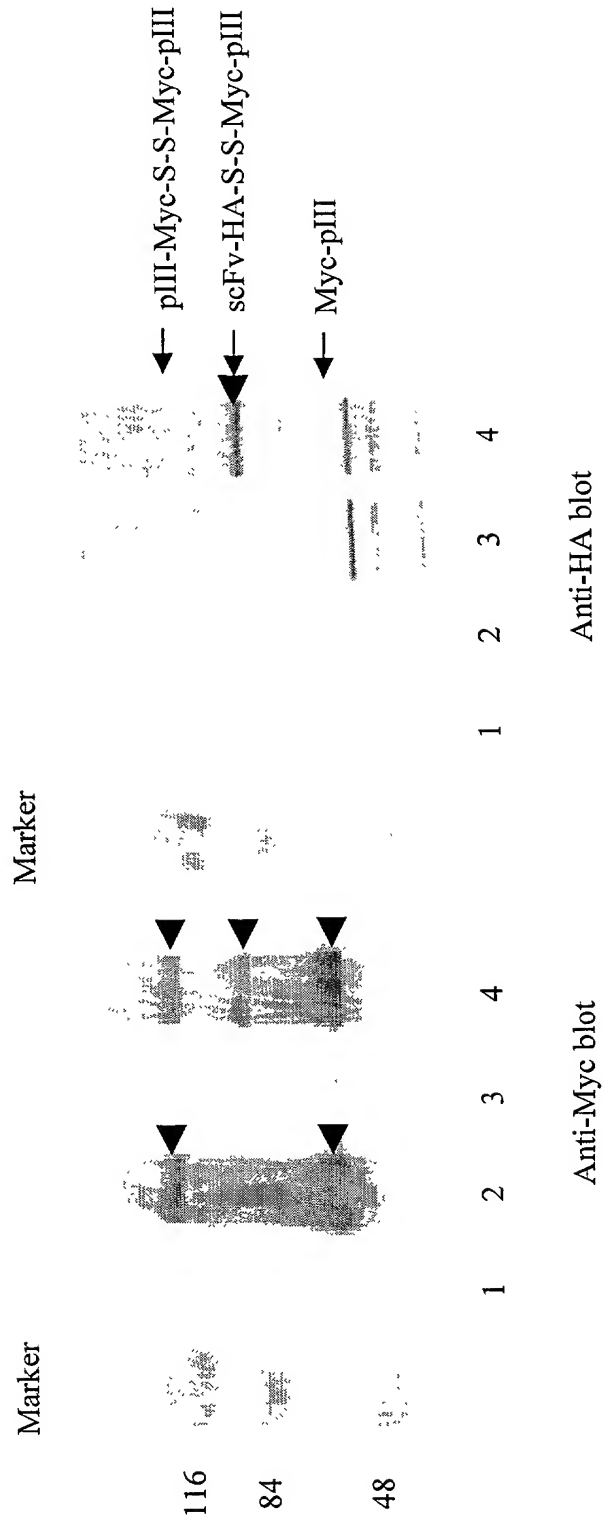 Marker
Marker
116
84
48
pIII-Myc-S-S-Myc-pIII
scFv-HA-S-S-Myc-pIII
Myc-pIII
1 2 3 4
1 2 3 4
Anti-Myc blot
Anti-HA blot